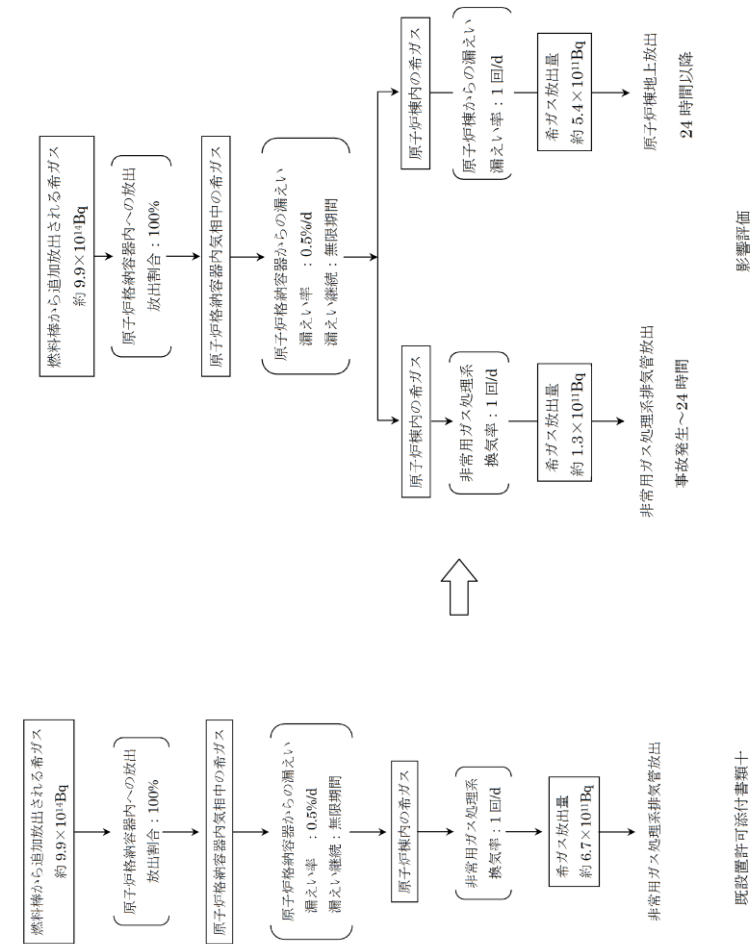 燃料棒から追加放出される希ガス
約 9.9×10¹⁴Bq
原子炉格納容器内への放出
放出割合：100%
原子炉格納容器内気相中の希ガス
原子炉格納容器からの漏えい
漏えい率　：0.5%/d
漏えい継続：無限期間
原子炉棟内の希ガス
非常用ガス処理系
換気率：1 回/d
希ガス放出量
約 6.7×10¹¹Bq
非常用ガス処理系排気管放出
既設置許可添付書類十
燃料棒から追加放出される希ガス
約 9.9×10¹⁴Bq
原子炉格納容器内への放出
放出割合：100%
原子炉格納容器内気相中の希ガス
原子炉格納容器からの漏えい
漏えい率　：0.5%/d
漏えい継続：無限期間
原子炉棟内の希ガス
非常用ガス処理系
換気率：1 回/d
希ガス放出量
約 1.3×10¹¹Bq
非常用ガス処理系排気管放出
事故発生～24 時間
原子炉棟内の希ガス
原子炉棟からの漏えい
漏えい率：1 回/d
希ガス放出量
約 5.4×10¹¹Bq
原子炉棟地上放出
24 時間以降
影響評価